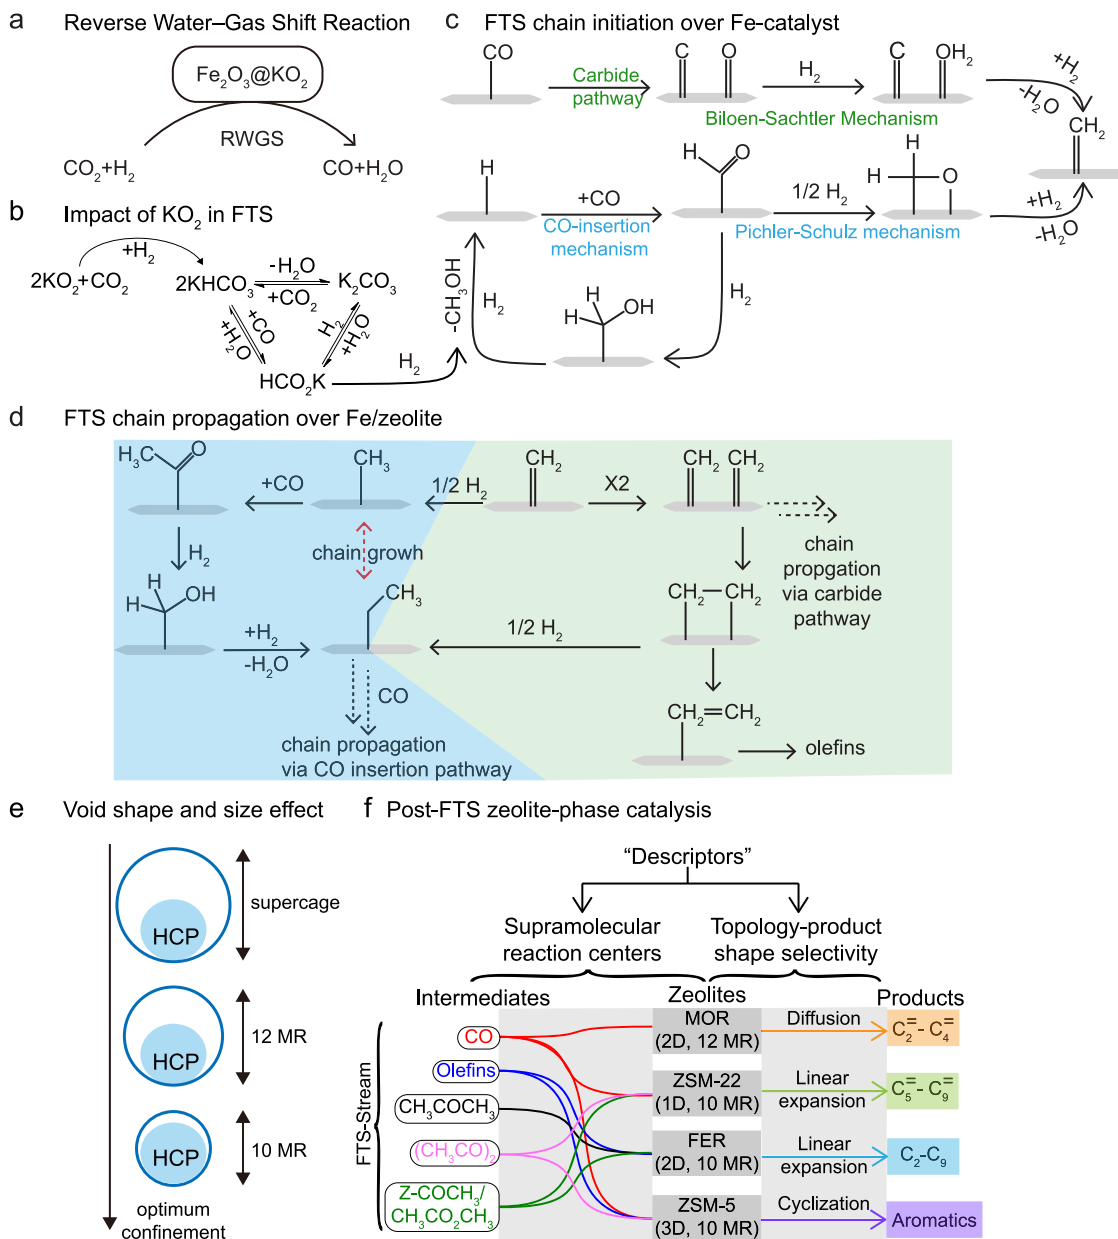 a Reverse Water–Gas Shift Reaction
Fe2O3@KO2
RWGS
CO2+H2
CO+H2O
b Impact of KO2 in FTS
+H2
2KO2+CO2
2KHCO3
-H2O
+CO2
K2CO3
+CO
+H2O
H2
+H2O
HCO2K
H2
-CH3OH
c FTS chain initiation over Fe-catalyst
CO
Carbide
pathway
C O
H2
C OH2
+H2
-H2O
Biloen-Sachtler Mechanism
CH2
H
+CO
CO-insertion
mechanism
H O
1/2 H2
Pichler-Schulz mechanism
H
H O
+H2
-H2O
H2
H
H OH
H2
d FTS chain propagation over Fe/zeolite
H3C O
+CO
CH3
1/2 H2
CH2
X2
CH2 CH2
chain
propgation
via carbide
pathway
H2
chain growth
H
H OH
+H2
-H2O
CH3
1/2 H2
CH2 CH2
CO
chain propagation
via CO insertion pathway
CH2=CH2
olefins
e Void shape and size effect
HCP
supercage
HCP
12 MR
HCP
10 MR
optimum
confinement
f Post-FTS zeolite-phase catalysis
“Descriptors”
Supramolecular
reaction centers
Topology-product
shape selectivity
Intermediates
Zeolites
Products
FTS-Stream
CO
Olefins
CH3COCH3
(CH3CO)2
Z-COCH3/
CH3CO2CH3
MOR
(2D, 12 MR)
Diffusion
C2=- C4=
ZSM-22
(1D, 10 MR)
Linear
expansion
C5=- C9=
FER
(2D, 10 MR)
Linear
expansion
C2-C9
ZSM-5
(3D, 10 MR)
Cyclization
Aromatics